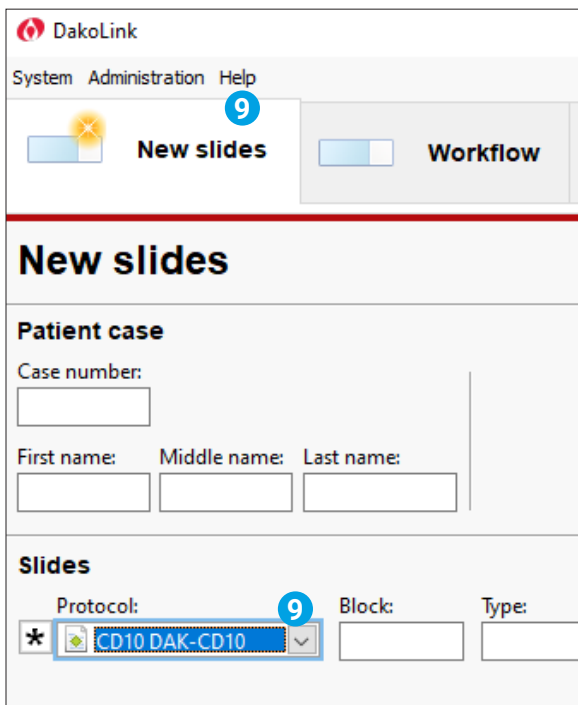 DakoLink
System Administration Help
9
New slides Workflow
New slides
Patient case
Case number:
First name: Middle name: Last name:
Slides
Protocol: 9 Block: Type:
* CD10 DAK-CD10